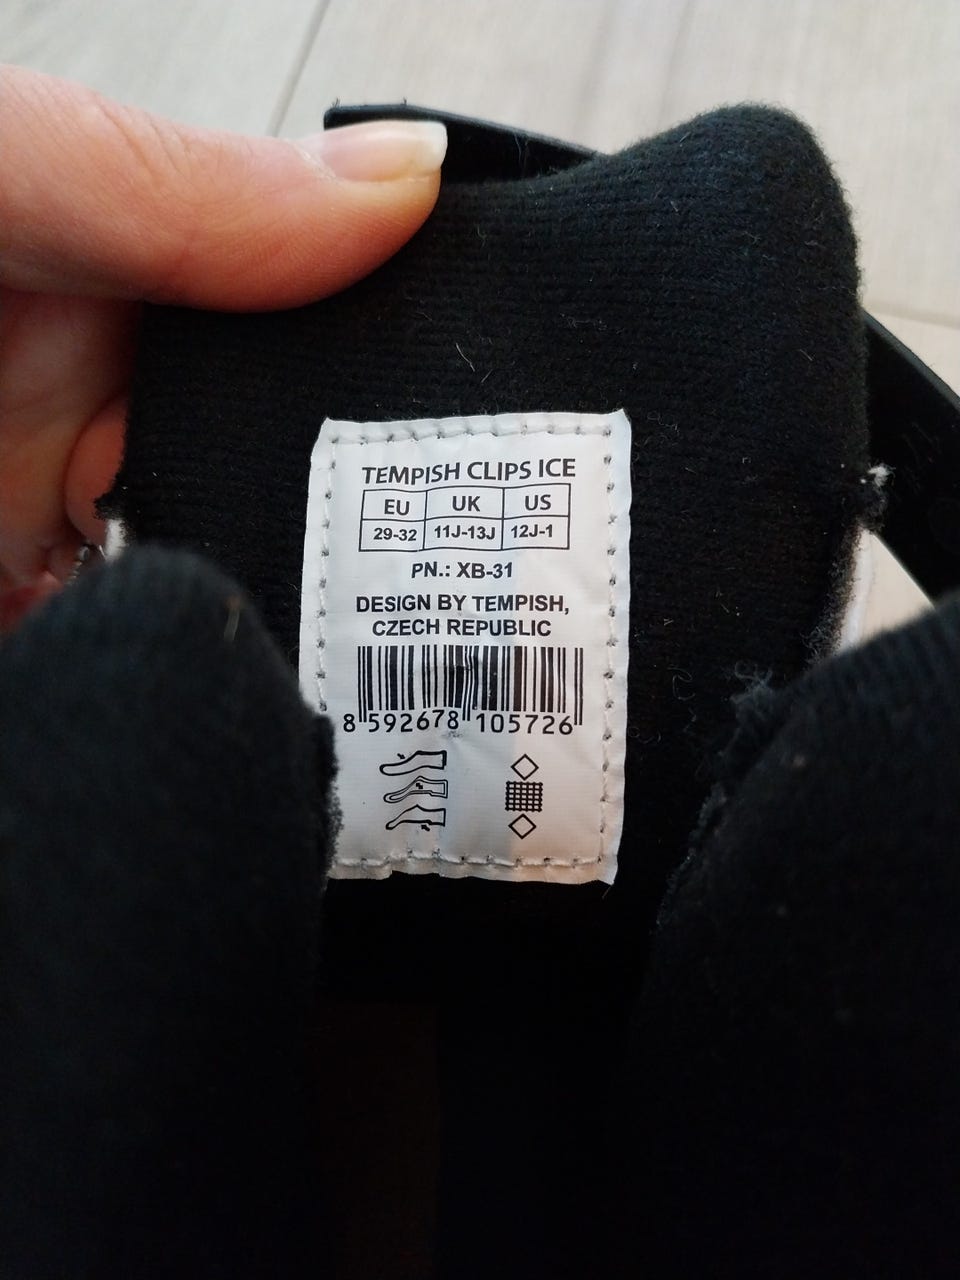 TEMPISH CLIPS ICE
EU UK US
29-32 11J-13J 12J-1
PN.: XB-31
DESIGN BY TEMPISH,
CZECH REPUBLIC
8 592678 105726